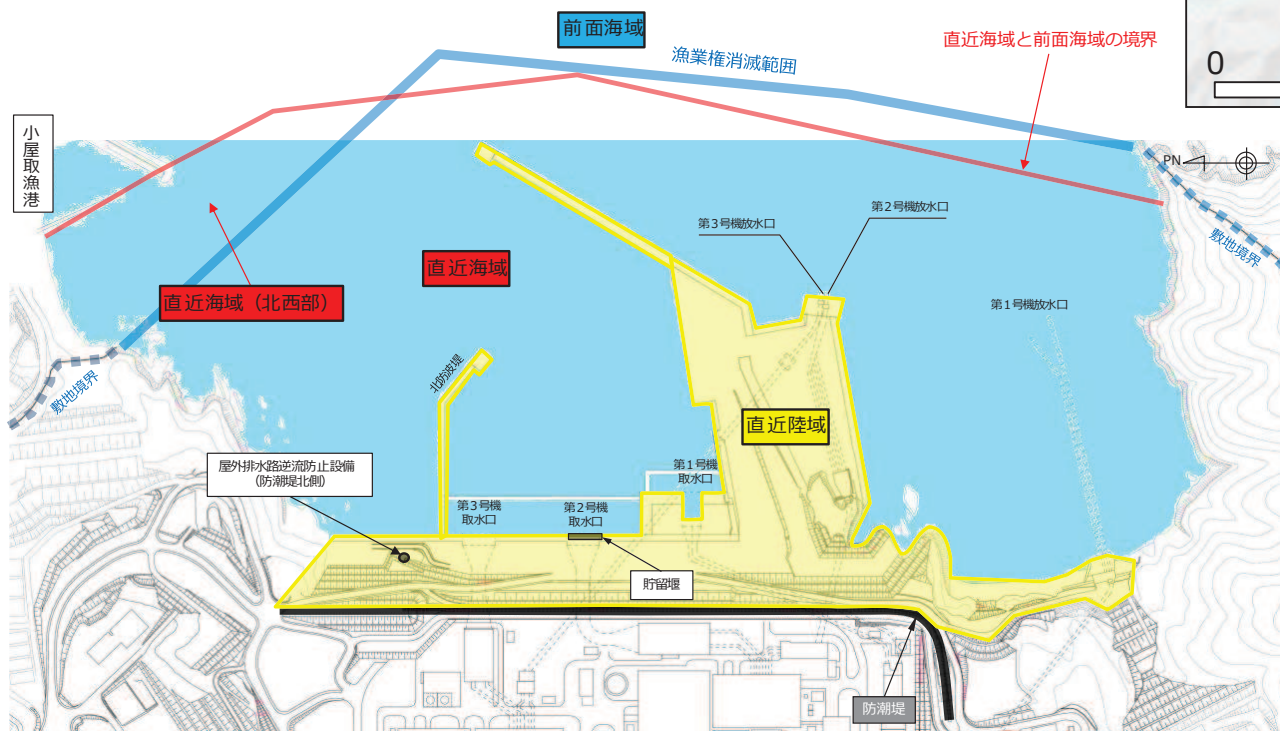 前面海域
直近海域と前面海域の境界
漁業権消滅範囲
0
小屋取漁港
PN
第2号機放水口
第3号機放水口
敷地境界
直近海域
直近海域（北西部）
第1号機放水口
敷地境界
北防波堤
直近陸域
屋外排水路逆流防止設備
（防潮堤北側）
第1号機
取水口
第3号機
取水口
第2号機
取水口
貯留堰
防潮堤